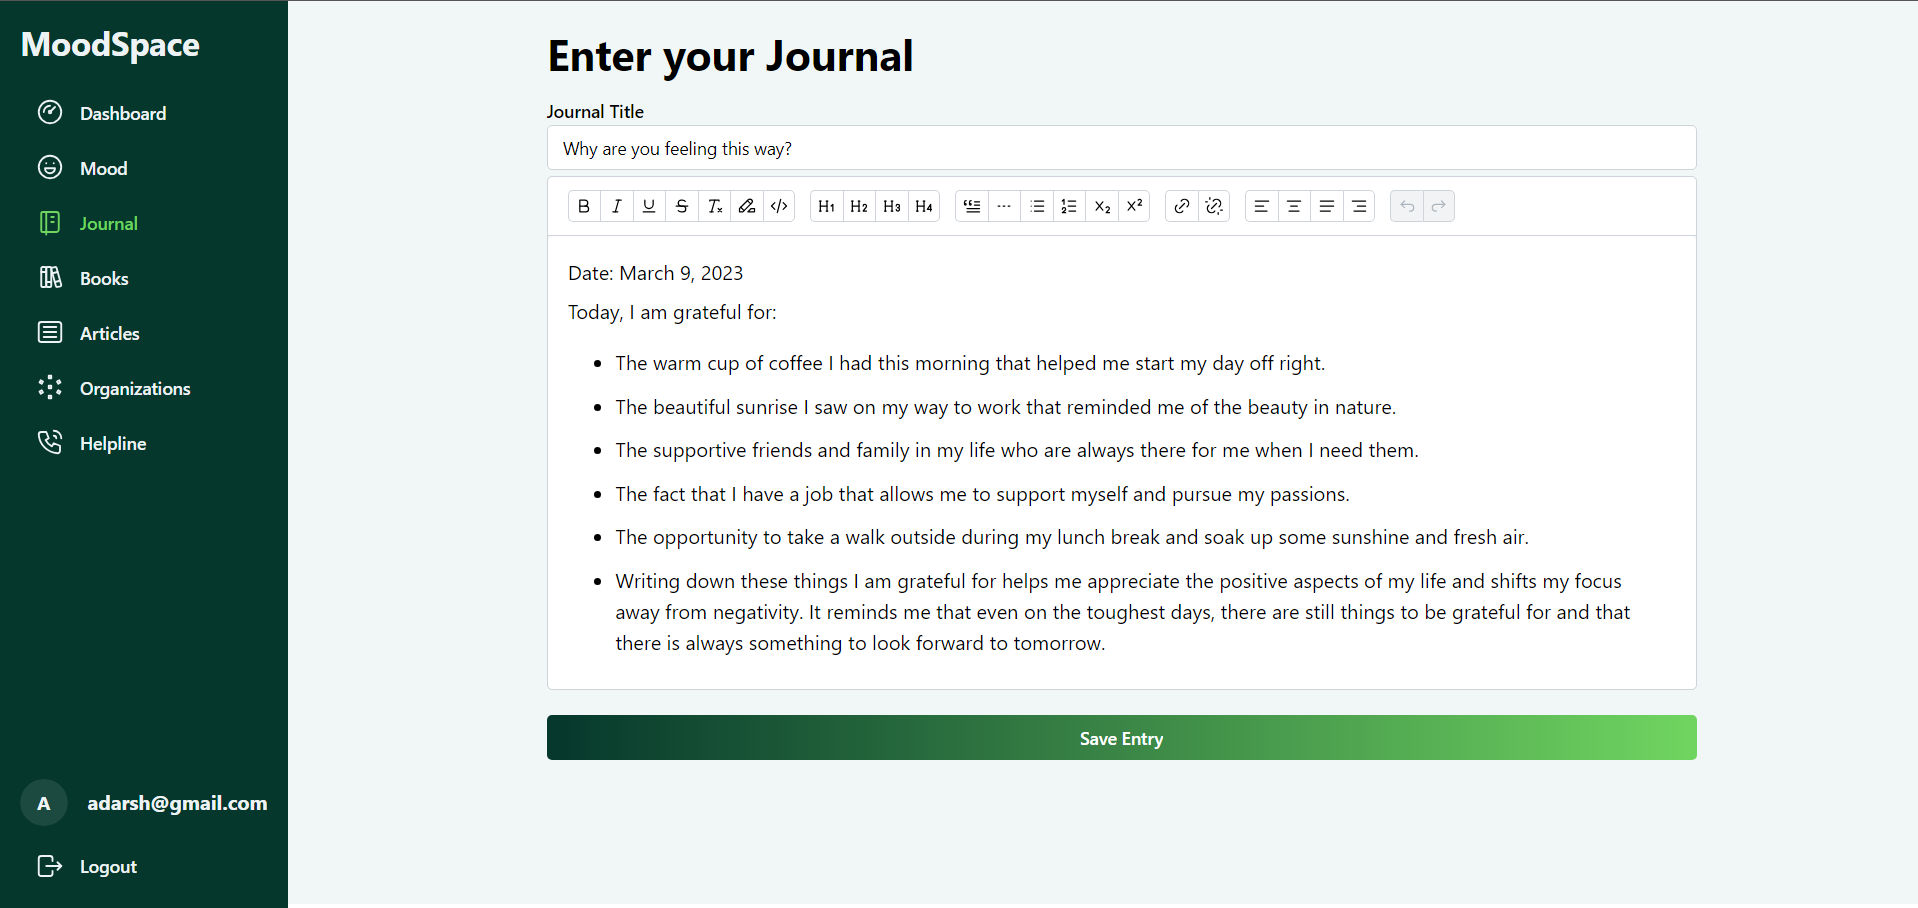 MoodSpace
Dashboard
Mood
Journal
Books
Articles
Organizations
Helpline
A
adarsh@gmail.com
Logout
Enter your Journal
Journal Title
Why are you feeling this way?
B I U S Tx </> H1 H2 H3 H4 X2 X²
Date: March 9, 2023
Today, I am grateful for:
• The warm cup of coffee I had this morning that helped me start my day off right.
• The beautiful sunrise I saw on my way to work that reminded me of the beauty in nature.
• The supportive friends and family in my life who are always there for me when I need them.
• The fact that I have a job that allows me to support myself and pursue my passions.
• The opportunity to take a walk outside during my lunch break and soak up some sunshine and fresh air.
• Writing down these things I am grateful for helps me appreciate the positive aspects of my life and shifts my focus
away from negativity. It reminds me that even on the toughest days, there are still things to be grateful for and that
there is always something to look forward to tomorrow.
Save Entry